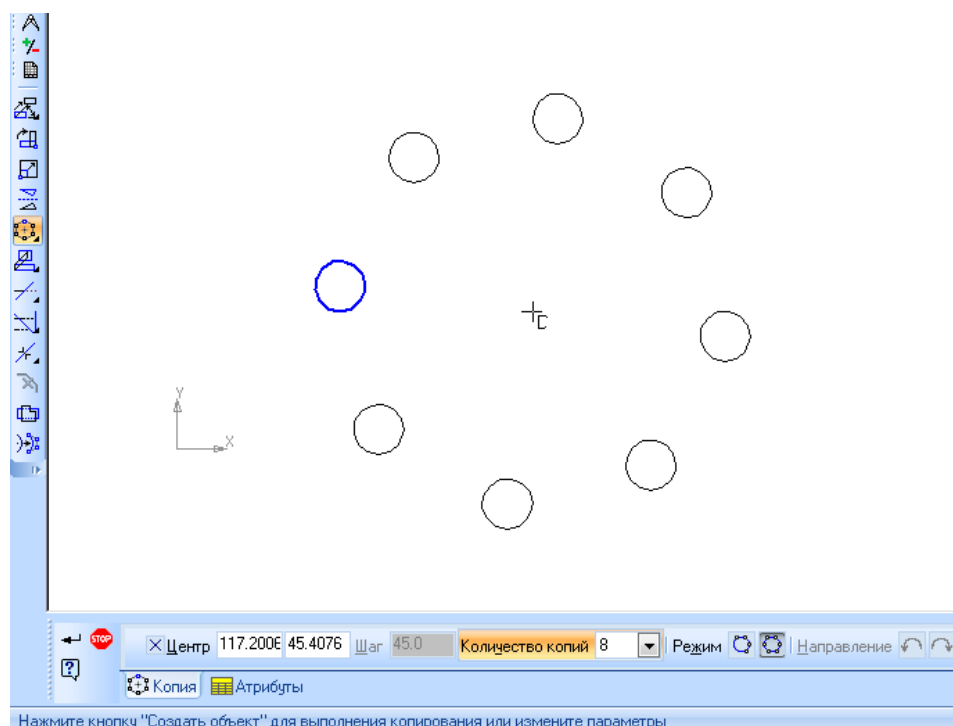 Y
X
STOP
Центр 117.2006 45.4076 Шаг 45.0 Количество копий 8 Режим Направление
Копия Атрибуты
Нажмите кнопку "Создать объект" для выполнения копирования или измените параметры